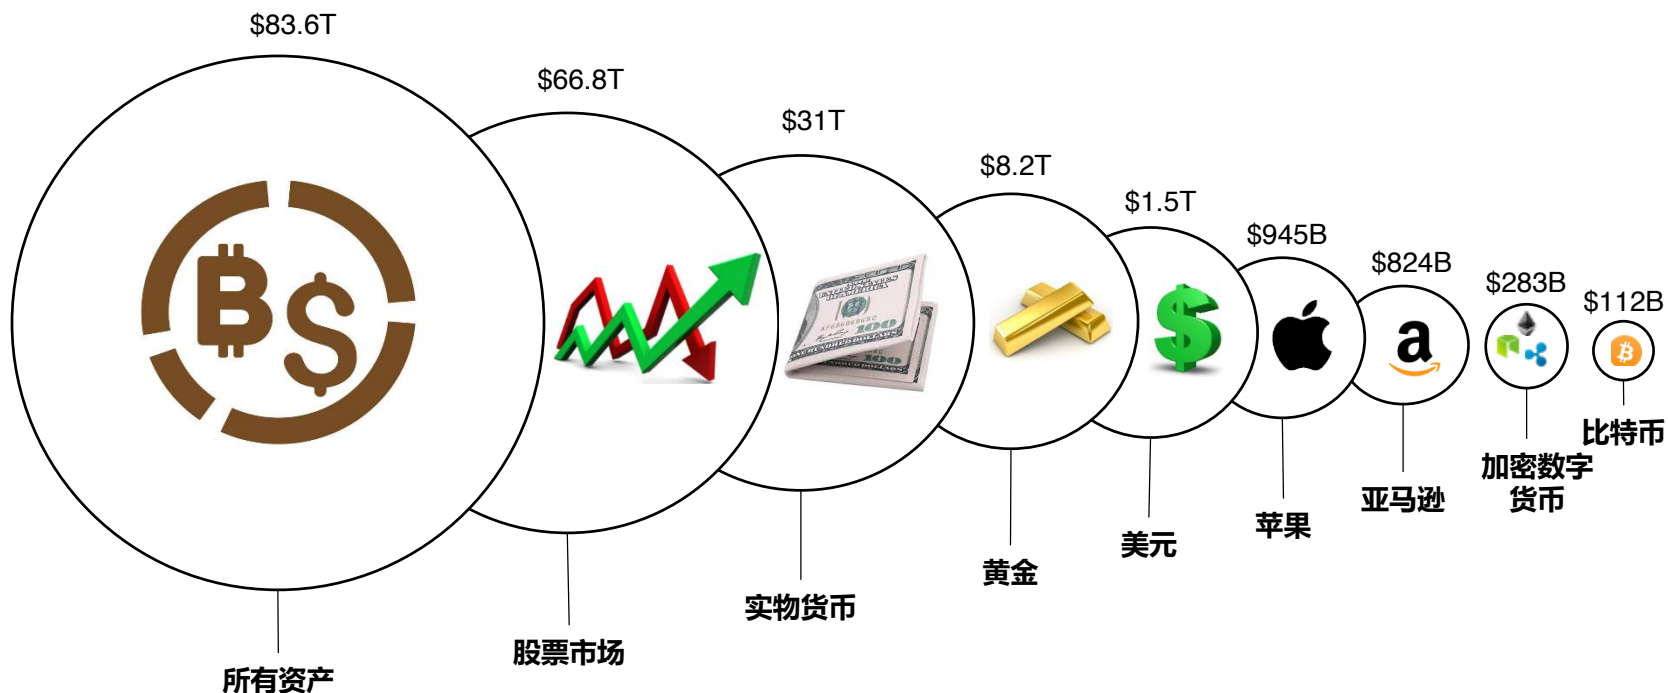 $83.6T
$66.8T
$31T
$8.2T
$1.5T
$945B
$824B
$283B
$112B
100
100
a
所有资产
股票市场
实物货币
黄金
美元
苹果
亚马逊
加密数字
货币
比特币